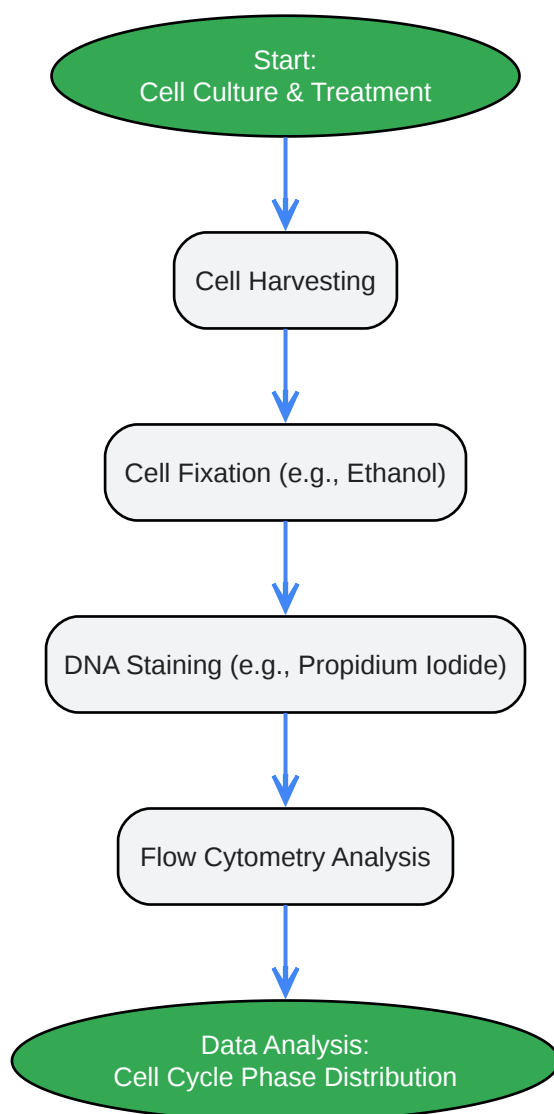 Start:
Cell Culture & Treatment
Cell Harvesting
Cell Fixation (e.g., Ethanol)
DNA Staining (e.g., Propidium Iodide)
Flow Cytometry Analysis
Data Analysis:
Cell Cycle Phase Distribution